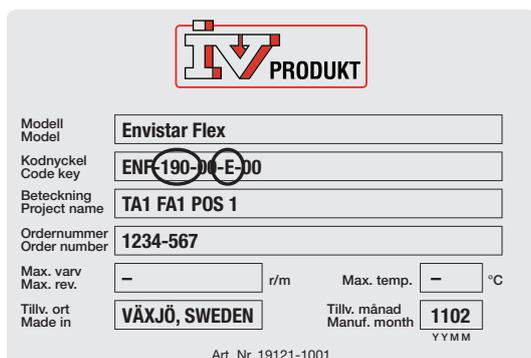 IV PRODUKT
Modell
Model
Envistar Flex
Kodnyckel
Code key
ENF-190-00-E-00
Beteckning
Project name
TA1 FA1 POS 1
Ordernummer
Order number
1234-567
Max. varv
Max. rev.
–
r/m
Max. temp.
–
°C
Tillv. ort
Made in
VÄXJÖ, SWEDEN
Tillv. månad
Manuf. month
1102
YYMM
Art. Nr. 19121-1001